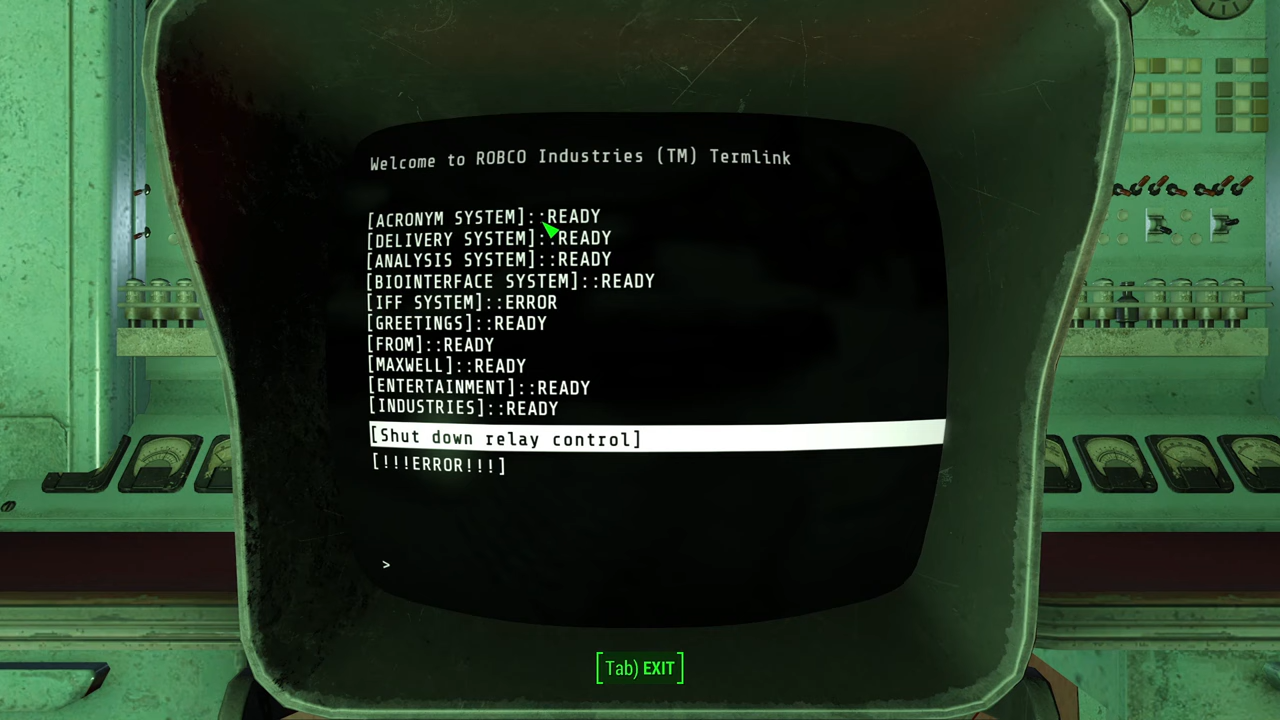 Welcome to ROBCO Industries (TM) Termlink
[ACRONYM SYSTEM]::READY
[DELIVERY SYSTEM]::READY
[ANALYSIS SYSTEM]::READY
[BIOINTERFACE SYSTEM]::READY
[IFF SYSTEM]::ERROR
[GREETINGS]::READY
[FROM]::READY
[MAXWELL]::READY
[ENTERTAINMENT]::READY
[INDUSTRIES]::READY
[Shut down relay control]
[!!!ERROR!!!]
>
[Tab) EXIT]